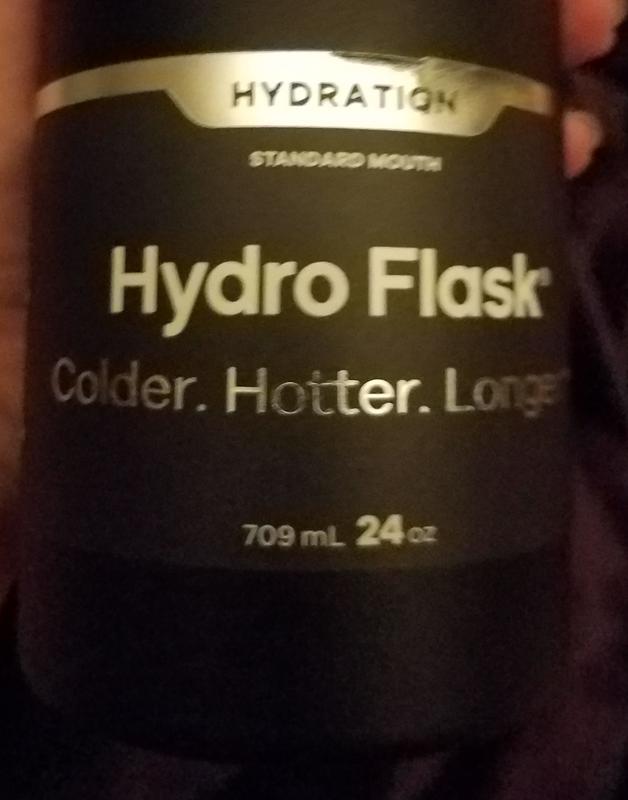 HYDRATION
STANDARD MOUTH
Hydro Flask®
Colder. Hotter. Longer
709 mL 24 oz